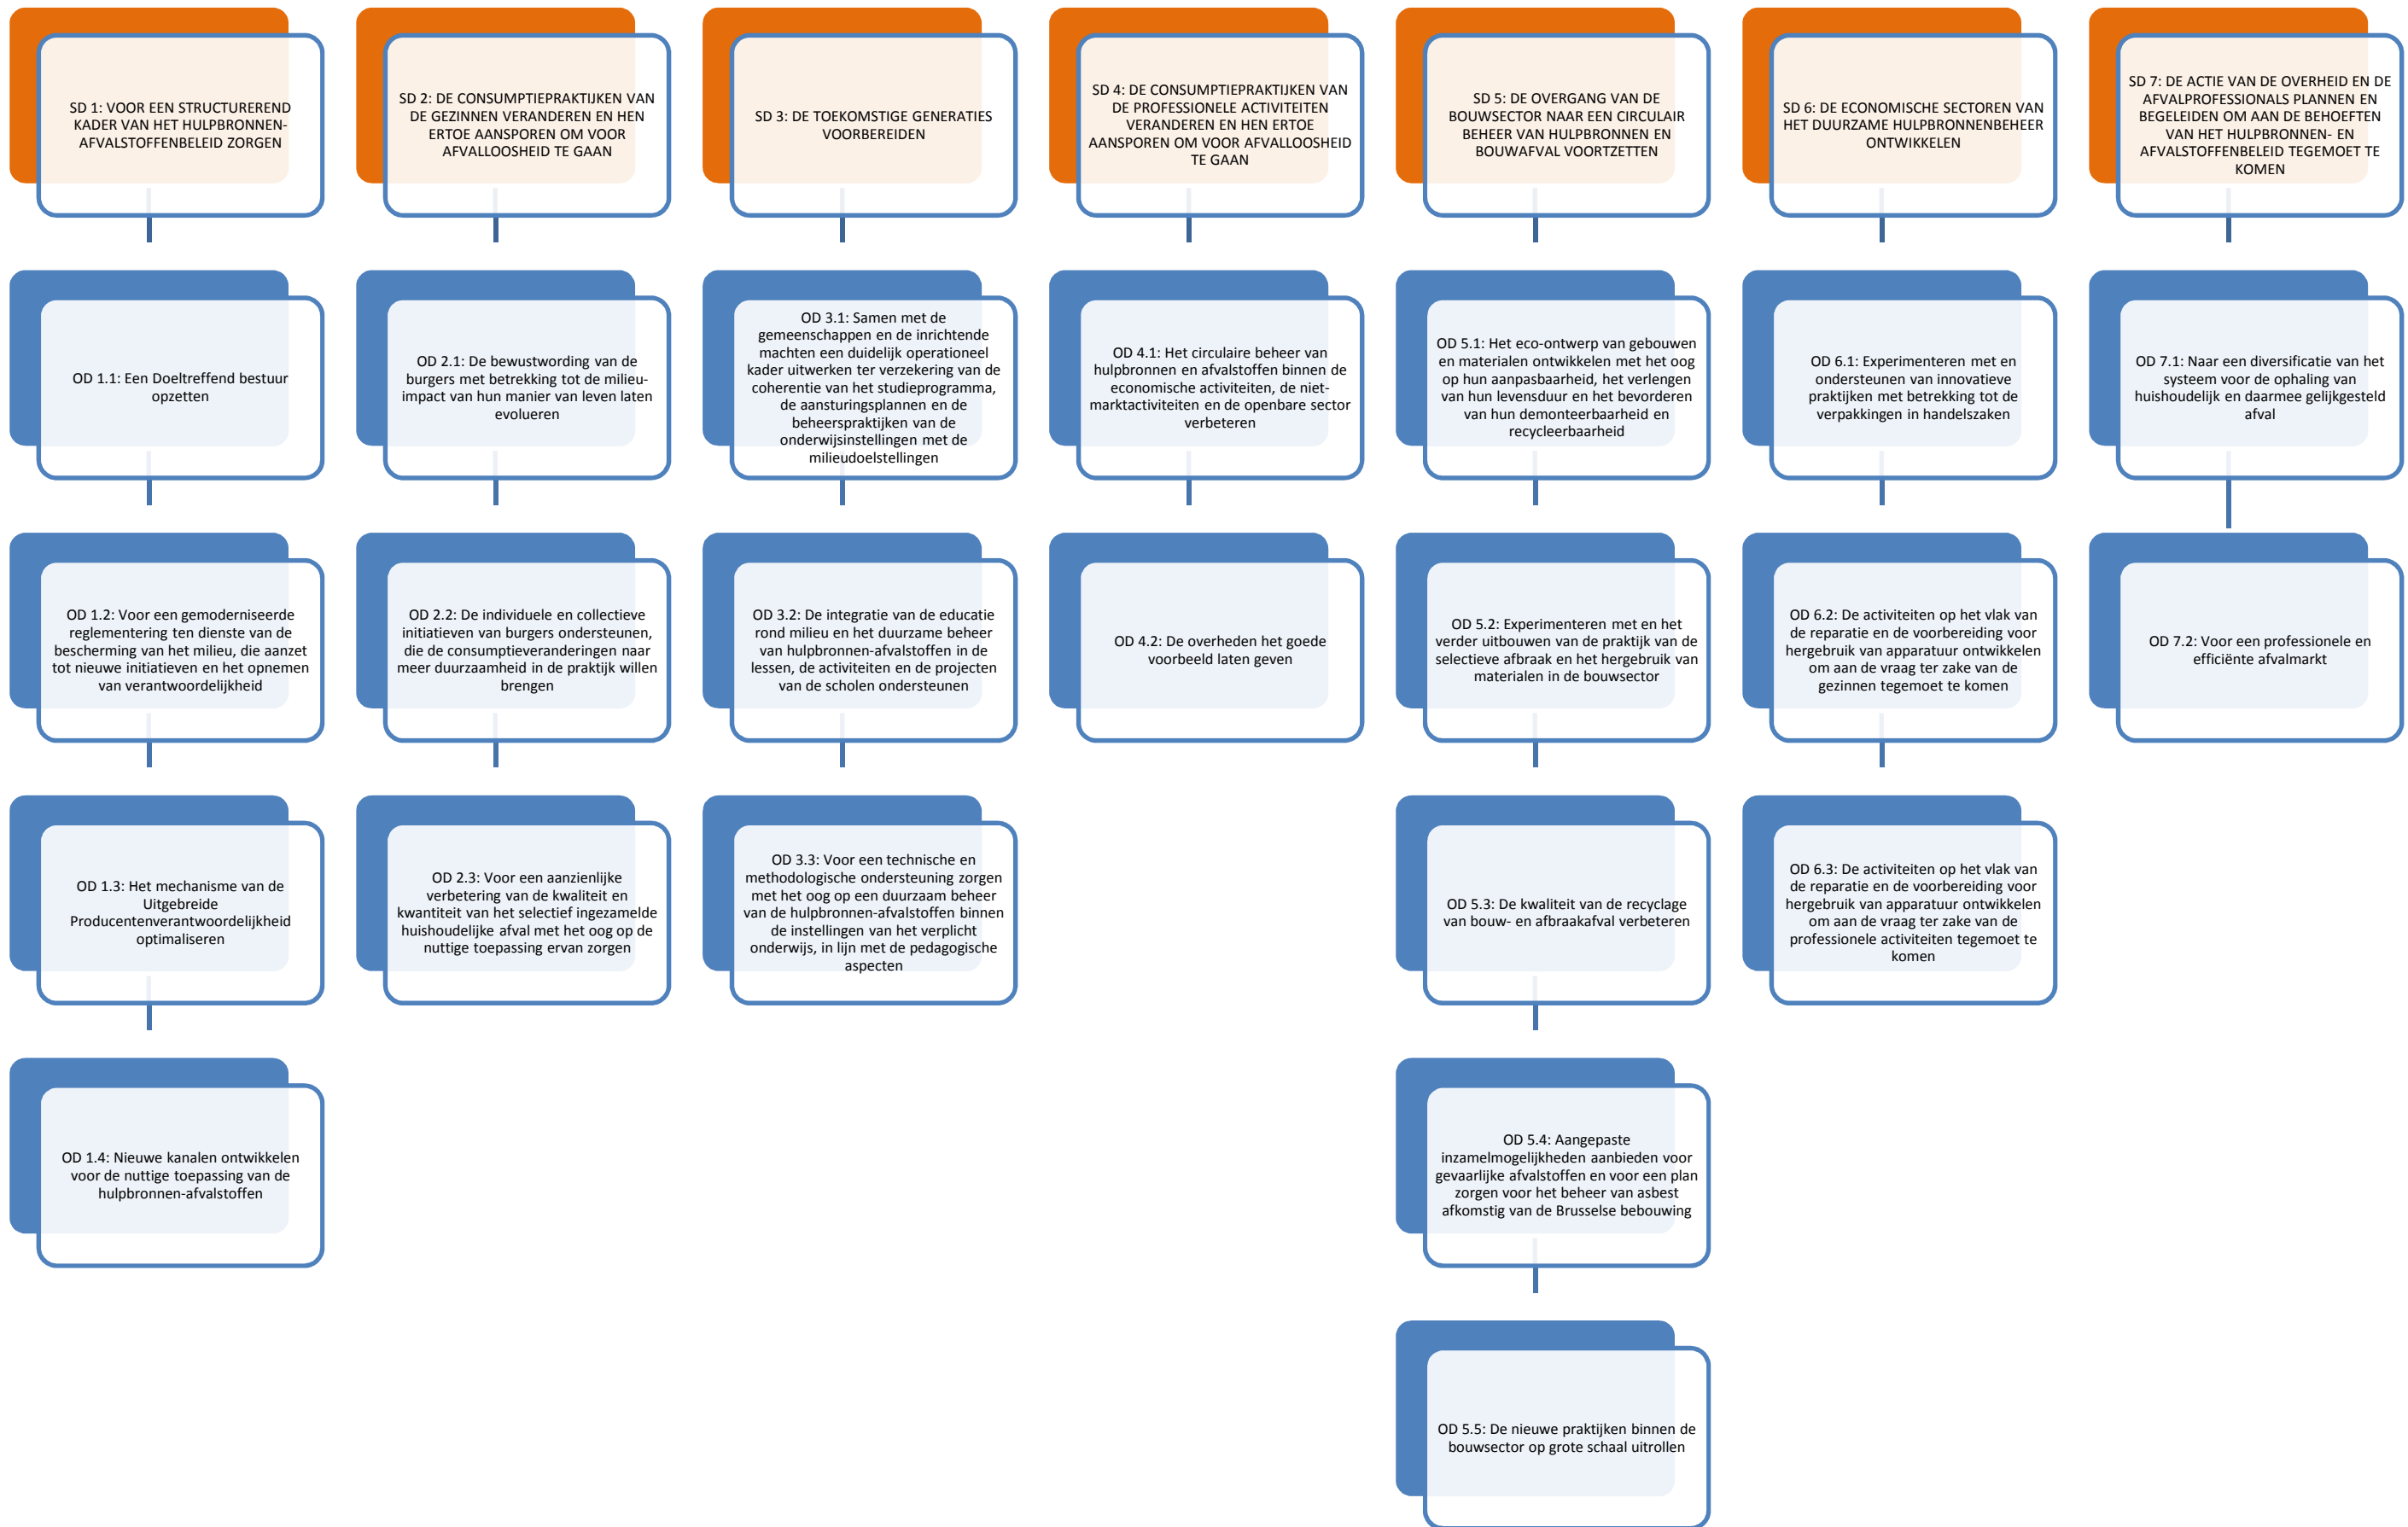 SD 1: VOOR EEN STRUCTUREREND
KADER VAN HET HULPBRONNEN-
AFVALSTOFFENBELEID ZORGEN
SD 2: DE CONSUMPTIEPRAKTIJKEN VAN
DE GEZINNEN VERANDEREN EN HEN
ERTOE AANSPOREN OM VOOR
AFVALLOOSHEID TE GAAN
SD 3: DE TOEKOMSTIGE GENERATIES
VOORBEREIDEN
SD 4: DE CONSUMPTIEPRAKTIJKEN VAN
DE PROFESSIONELE ACTIVITEITEN
VERANDEREN EN HEN ERTOE
AANSPOREN OM VOOR AFVALLOOSHEID
TE GAAN
SD 5: DE OVERGANG VAN DE
BOUWSECTOR NAAR EEN CIRCULAIR
BEHEER VAN HULPBRONNEN EN
BOUWAFVAL VOORTZETTEN
SD 6: DE ECONOMISCHE SECTOREN VAN
HET DUURZAME HULPBRONNENBEHEER
ONTWIKKELEN
SD 7: DE ACTIE VAN DE OVERHEID EN DE
AFVALPROFESSIONALS PLANNEN EN
BEGELEIDEN OM AAN DE BEHOEFTEN
VAN HET HULPBRONNEN- EN
AFVALSTOFFENBELEID TEGEMOET TE
KOMEN
OD 1.1: Een Doeltreffend bestuur
opzetten
OD 2.1: De bewustwording van de
burgers met betrekking tot de milieu-
impact van hun manier van leven laten
evolueren
OD 3.1: Samen met de
gemeenschappen en de inrichtende
machten een duidelijk operationeel
kader uitwerken ter verzekering van de
coherentie van het studieprogramma,
de aansturingsplannen en de
beheerspraktijken van de
onderwijsinstellingen met de
milieudoelstellingen
OD 4.1: Het circulaire beheer van
hulpbronnen en afvalstoffen binnen de
economische activiteiten, de niet-
marktactiviteiten en de openbare sector
verbeteren
OD 5.1: Het eco-ontwerp van gebouwen
en materialen ontwikkelen met het oog
op hun aanpasbaarheid, het verlengen
van hun levensduur en het bevorderen
van hun demonteerbaarheid en
recycleerbaarheid
OD 6.1: Experimenteren met en
ondersteunen van innovatieve
praktijken met betrekking tot de
verpakkingen in handelszaken
OD 7.1: Naar een diversificatie van het
systeem voor de ophaling van
huishoudelijk en daarmee gelijkgesteld
afval
OD 1.2: Voor een gemoderniseerde
reglementering ten dienste van de
bescherming van het milieu, die aanzet
tot nieuwe initiatieven en het opnemen
van verantwoordelijkheid
OD 2.2: De individuele en collectieve
initiatieven van burgers ondersteunen,
die de consumptieveranderingen naar
meer duurzaamheid in de praktijk willen
brengen
OD 3.2: De integratie van de educatie
rond milieu en het duurzame beheer
van hulpbronnen-afvalstoffen in de
lessen, de activiteiten en de projecten
van de scholen ondersteunen
OD 4.2: De overheden het goede
voorbeeld laten geven
OD 5.2: Experimenteren met en het
verder uitbouwen van de praktijk van de
selectieve afbraak en het hergebruik van
materialen in de bouwsector
OD 6.2: De activiteiten op het vlak van
de reparatie en de voorbereiding voor
hergebruik van apparatuur ontwikkelen
om aan de vraag ter zake van de
gezinnen tegemoet te komen
OD 7.2: Voor een professionele en
efficiënte afvalmarkt
OD 1.3: Het mechanisme van de
Uitgebreide
Producentenverantwoordelijkheid
optimaliseren
OD 2.3: Voor een aanzienlijke
verbetering van de kwaliteit en
kwantiteit van het selectief ingezamelde
huishoudelijke afval met het oog op de
nuttige toepassing ervan zorgen
OD 3.3: Voor een technische en
methodologische ondersteuning zorgen
met het oog op een duurzaam beheer
van de hulpbronnen-afvalstoffen binnen
de instellingen van het verplicht
onderwijs, in lijn met de pedagogische
aspecten
OD 5.3: De kwaliteit van de recyclage
van bouw- en afbraakafval verbeteren
OD 6.3: De activiteiten op het vlak van
de reparatie en de voorbereiding voor
hergebruik van apparatuur ontwikkelen
om aan de vraag ter zake van de
professionele activiteiten tegemoet te
komen
OD 1.4: Nieuwe kanalen ontwikkelen
voor de nuttige toepassing van de
hulpbronnen-afvalstoffen
OD 5.4: Aangepaste
inzamelmogelijkheden aanbieden voor
gevaarlijke afvalstoffen en voor een plan
zorgen voor het beheer van asbest
afkomstig van de Brusselse bebouwing
OD 5.5: De nieuwe praktijken binnen de
bouwsector op grote schaal uitrollen